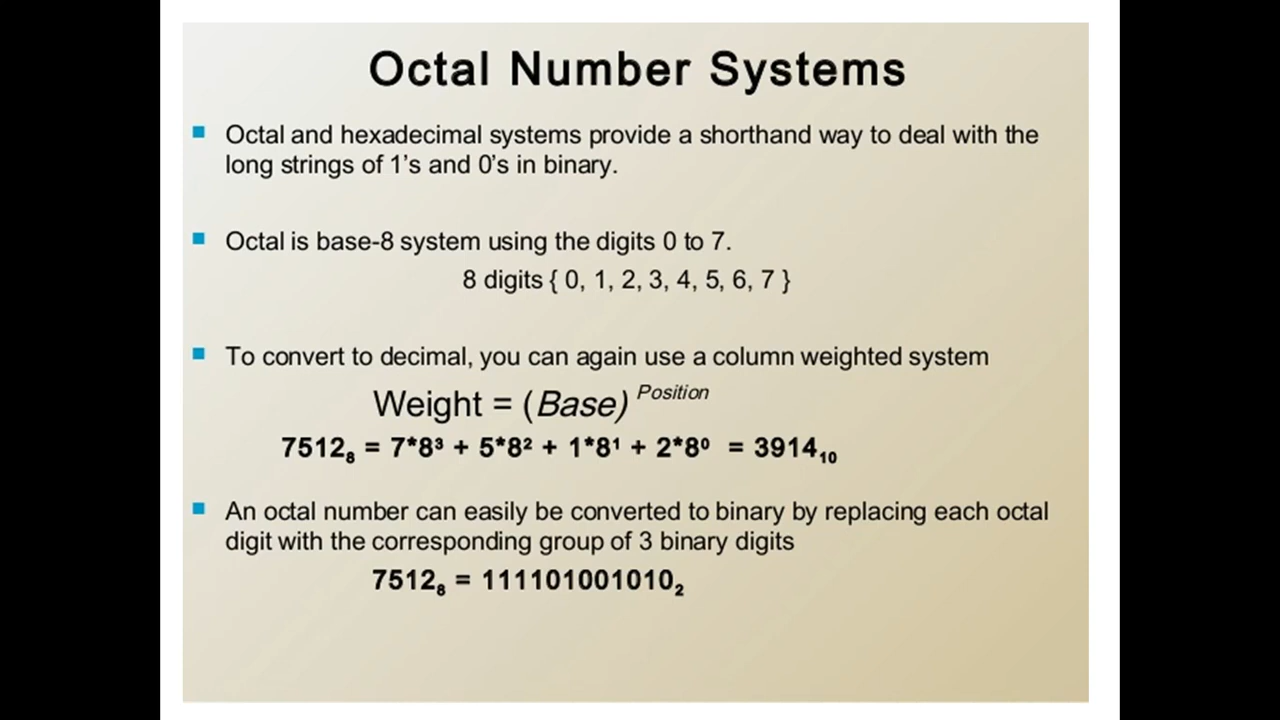 Octal Number Systems
Octal and hexadecimal systems provide a shorthand way to deal with the
long strings of 1’s and 0’s in binary.
Octal is base-8 system using the digits 0 to 7.
8 digits { 0, 1, 2, 3, 4, 5, 6, 7 }
To convert to decimal, you can again use a column weighted system
Weight = (Base) ᴾᵒˢⁱᵗⁱᵒⁿ
7512₈ = 7*8³ + 5*8² + 1*8¹ + 2*8⁰ = 3914₁₀
An octal number can easily be converted to binary by replacing each octal
digit with the corresponding group of 3 binary digits
7512₈ = 111101001010₂